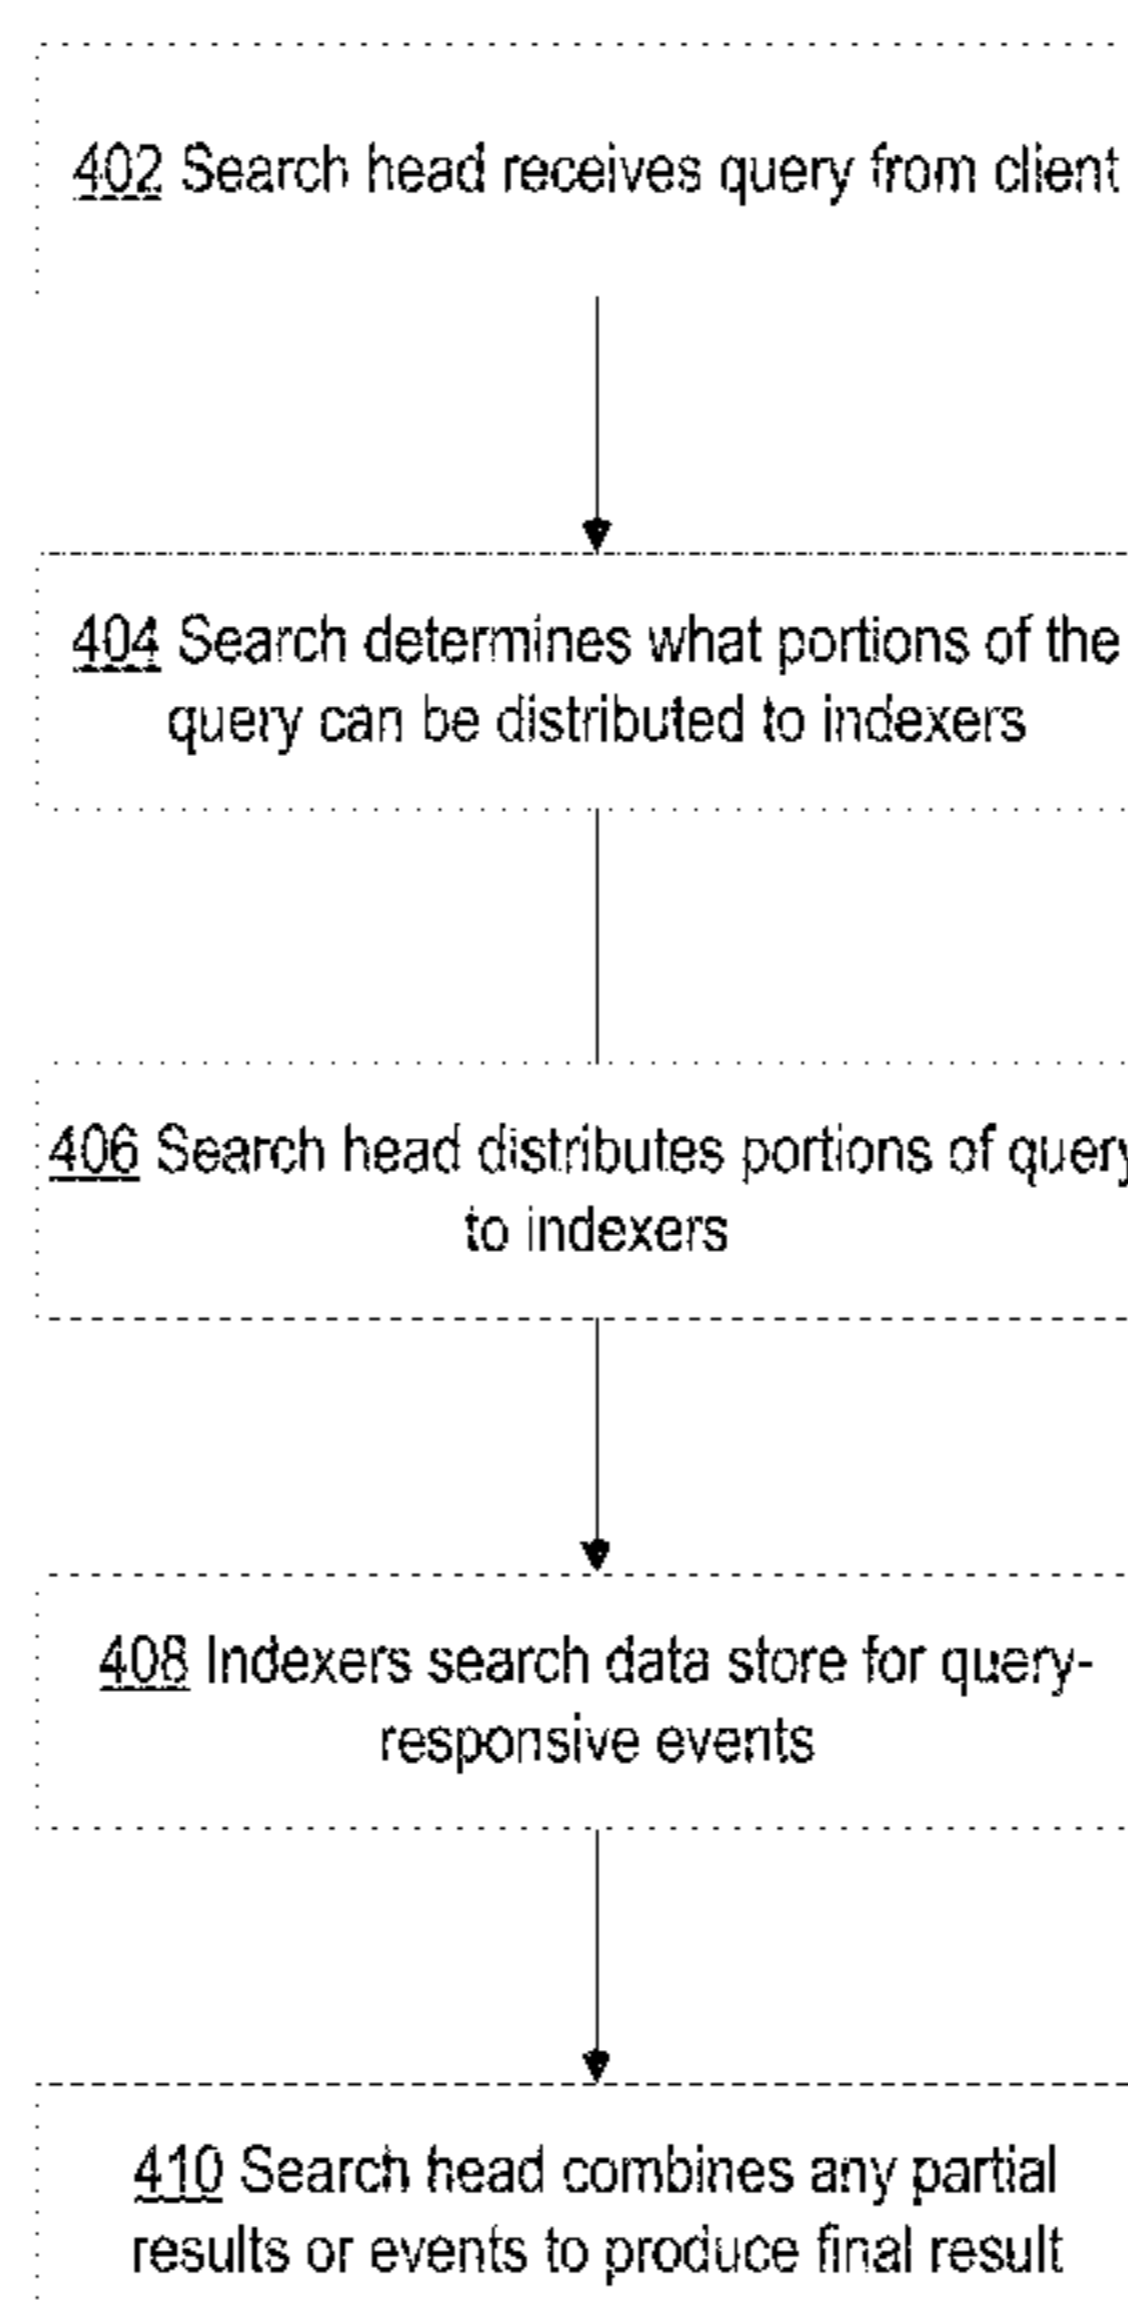 402 Search head receives query from client
404 Search determines what portions of the
query can be distributed to indexers
406 Search head distributes portions of query
to indexers
408 Indexers search data store for query-
responsive events
410 Search head combines any partial
results or events to produce final result